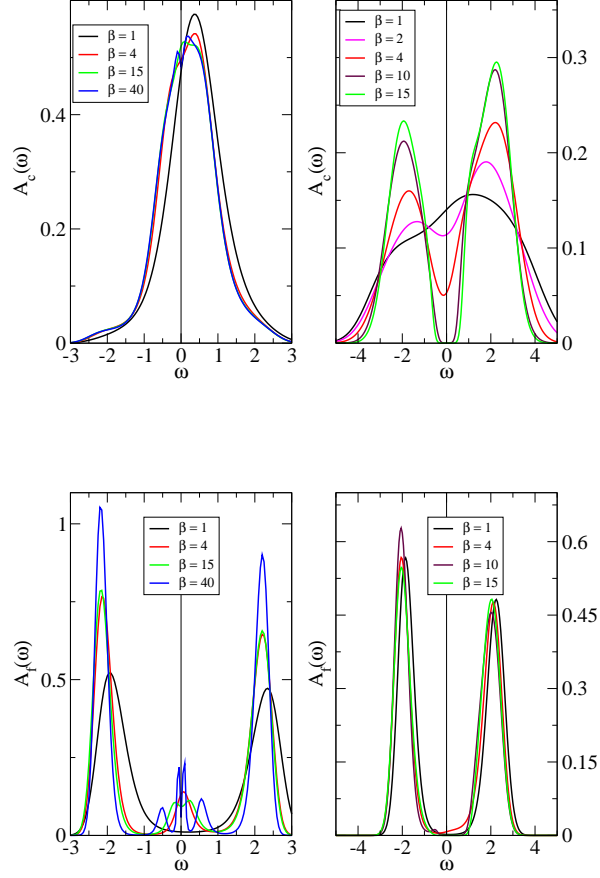 β = 1
β = 4
β = 15
β = 40
A_c(ω)
0.4
0.2
0
-3 -2 -1 0 1 2 3
ω
β = 1
β = 2
β = 4
β = 10
β = 15
A_c(ω)
0.3
0.2
0.1
0
-4 -2 0 2 4
ω
β = 1
β = 4
β = 15
β = 40
A_f(ω)
1
0.5
0
-3 -2 -1 0 1 2 3
ω
β = 1
β = 4
β = 10
β = 15
A_f(ω)
0.6
0.45
0.3
0.15
0
-4 -2 0 2 4
ω